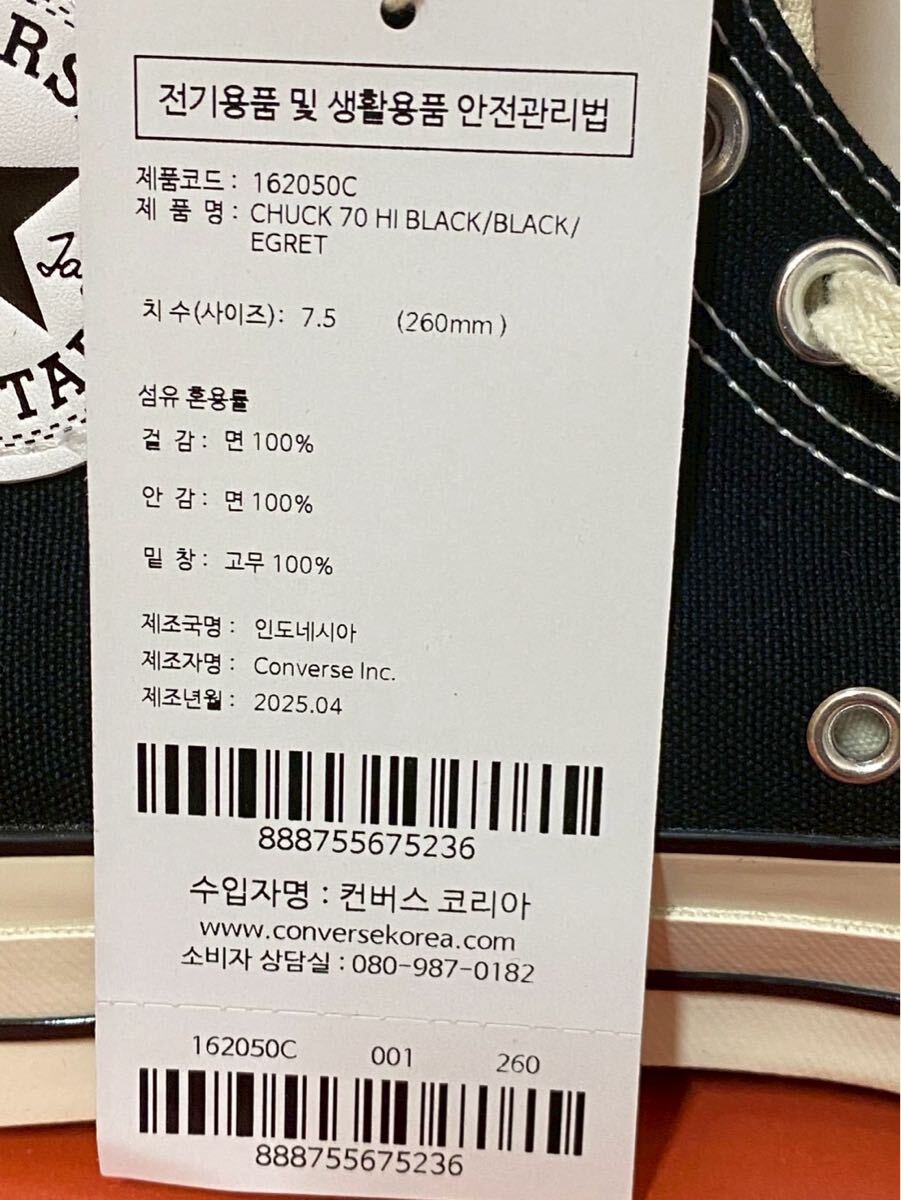 RS
Ja
TA
전기용품 및 생활용품 안전관리법
제품코드 : 162050C
제 품 명 : CHUCK 70 HI BLACK/BLACK/
EGRET
치 수(사이즈) : 7.5 (260mm )
섬유 혼용률
겉 감 : 면 100%
안 감 : 면 100%
밑 창 : 고무 100%
제조국명 : 인도네시아
제조자명 : Converse Inc.
제조년월 : 2025.04
888755675236
수입자명 : 컨버스 코리아
www.conversekorea.com
소비자 상담실 : 080-987-0182
162050C 001 260
888755675236